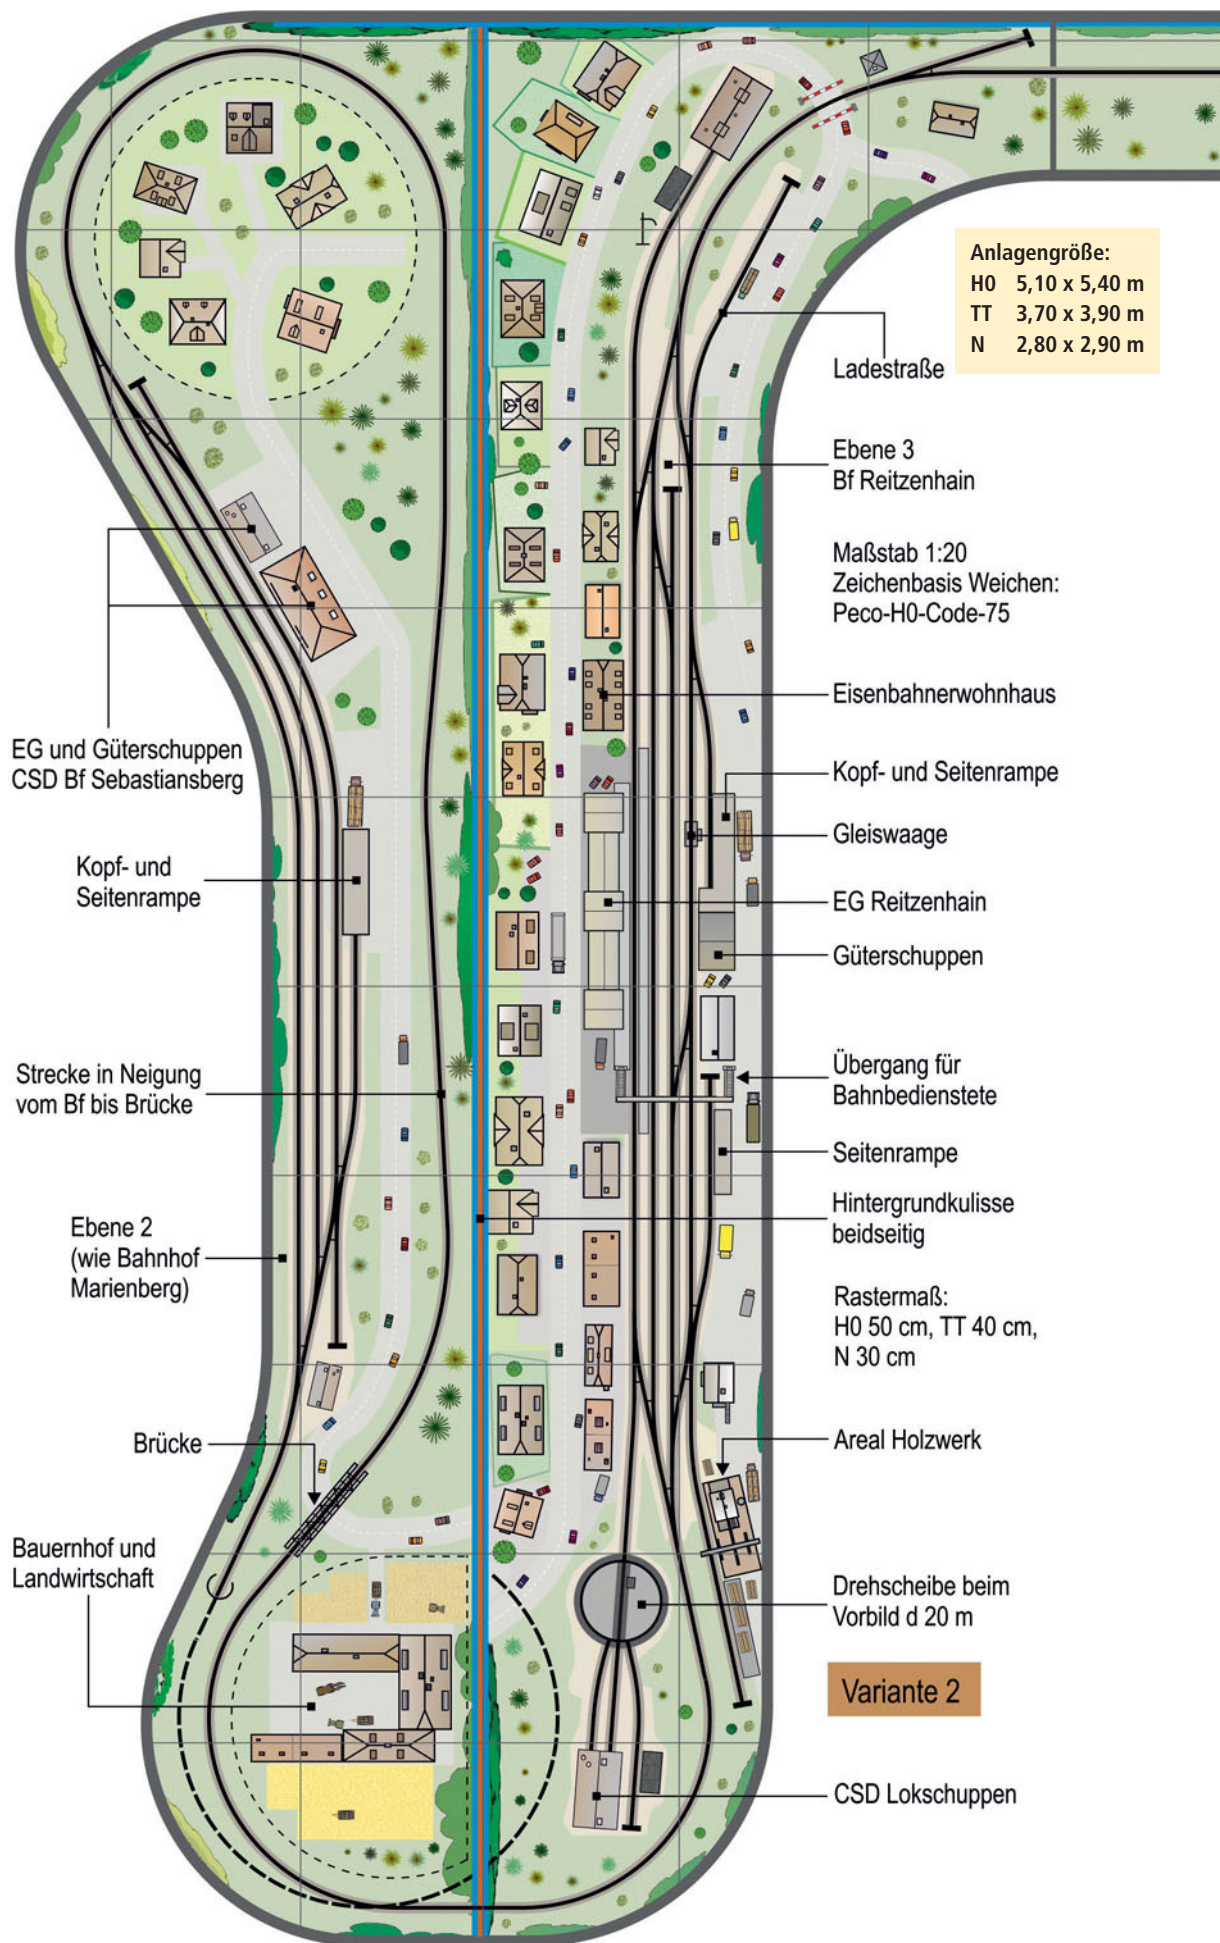 Anlagengröße:
H0 5,10 x 5,40 m
TT 3,70 x 3,90 m
N 2,80 x 2,90 m
Ladestraße
Ebene 3
Bf Reitzenhain
Maßstab 1:20
Zeichenbasis Weichen:
Peco-H0-Code-75
Eisenbahnerwohnhaus
EG und Güterschuppen
CSD Bf Sebastiansberg
Kopf- und Seitenrampe
Gleiswaage
Kopf- und
Seitenrampe
EG Reitzenhain
Güterschuppen
Strecke in Neigung
vom Bf bis Brücke
Übergang für
Bahnbedienstete
Seitenrampe
Ebene 2
(wie Bahnhof
Marienberg)
Hintergrundkulisse
beidseitig
Rastermaß:
H0 50 cm, TT 40 cm,
N 30 cm
Brücke
Areal Holzwerk
Bauernhof und
Landwirtschaft
Drehscheibe beim
Vorbild d 20 m
Variante 2
CSD Lokschuppen